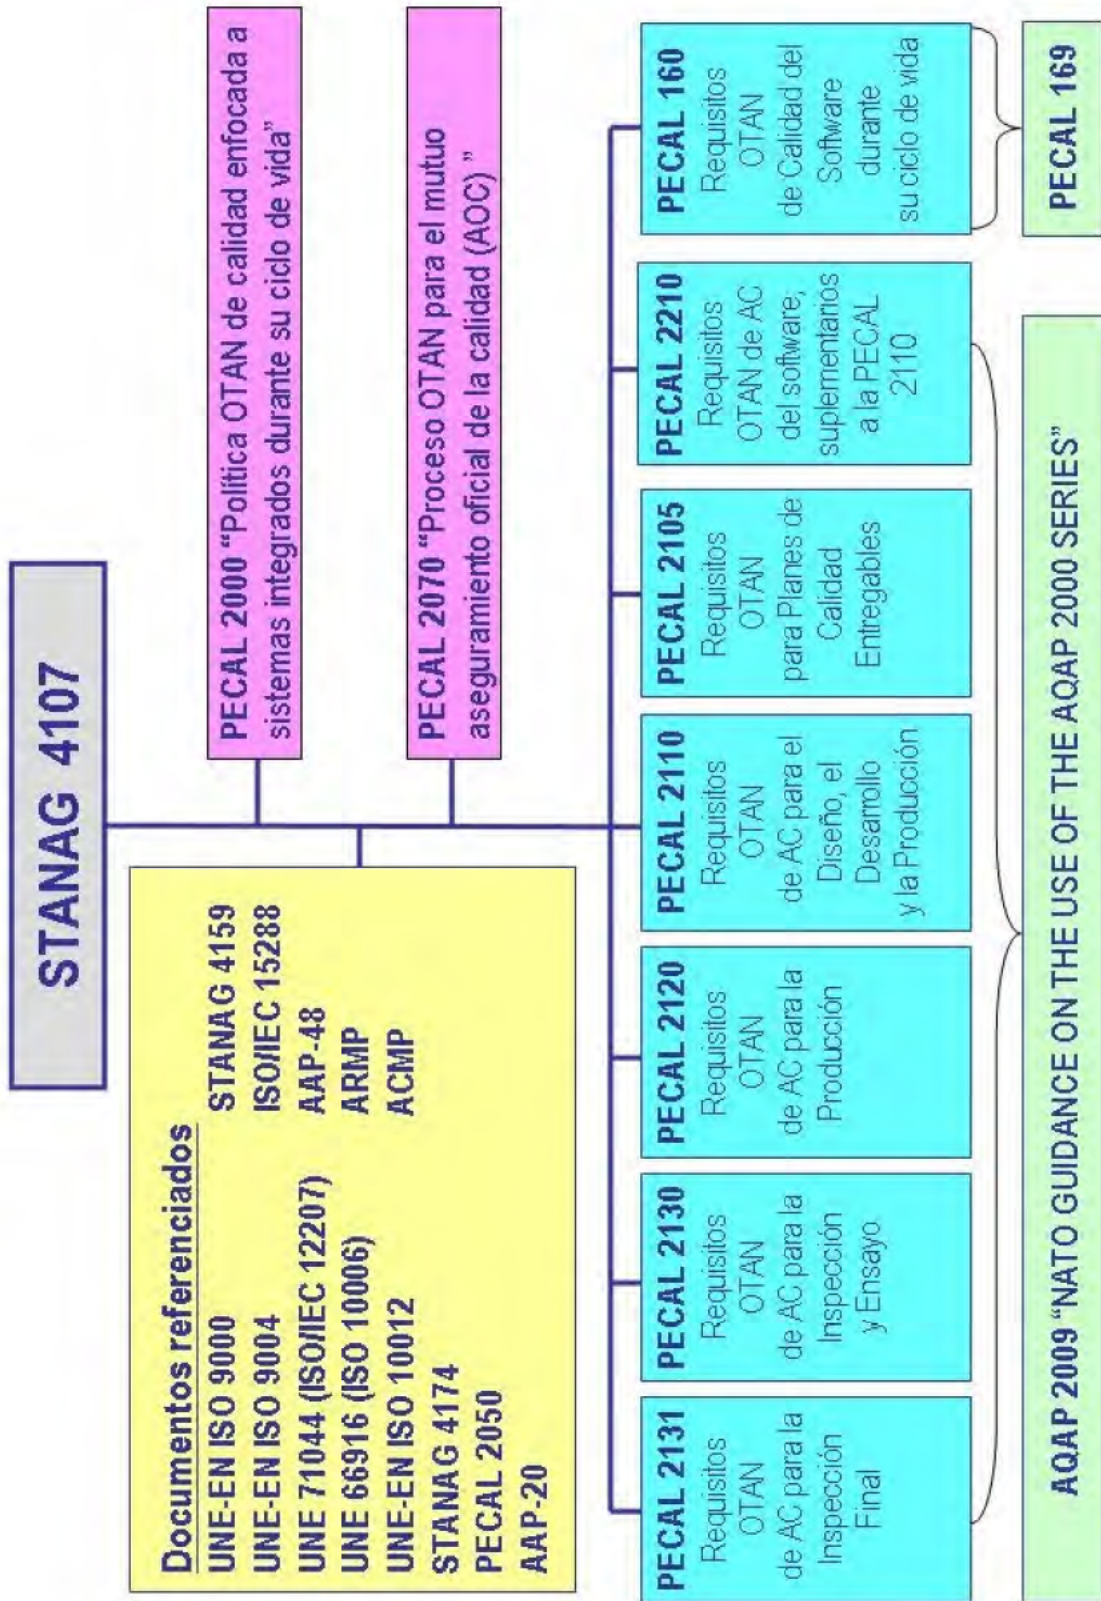 STANAG 4107
Documentos referenciados
UNE-EN ISO 9000
UNE-EN ISO 9004
UNE 71044 (ISO/IEC 12207)
UNE 66916 (ISO 10006)
UNE-EN ISO 10012
STANAG 4174
PECAL 2050
AAP-20
STANAG 4159
ISO/IEC 15288
AAP-48
ARMP
ACMP
PECAL 2000 “Política OTAN de calidad enfocada a
sistemas integrados durante su ciclo de vida”
PECAL 2070 “Proceso OTAN para el mutuo
aseguramiento oficial de la calidad (AOC) ”
PECAL 2131
Requisitos
OTAN
de AC para la
Inspección
Final
PECAL 2130
Requisitos
OTAN
de AC para la
Inspección
y Ensayo
PECAL 2120
Requisitos
OTAN
de AC para la
Producción
PECAL 2110
Requisitos
OTAN
de AC para el
Diseño, el
Desarrollo
y la Producción
PECAL 2105
Requisitos
OTAN
para Planes de
Calidad
Entregables
PECAL 2210
Requisitos
OTAN de AC
del software,
suplementarios
a la PECAL
2110
PECAL 160
Requisitos
OTAN
de Calidad del
Software
durante
su ciclo de vida
AQAP 2009 “NATO GUIDANCE ON THE USE OF THE AQAP 2000 SERIES”
PECAL 169